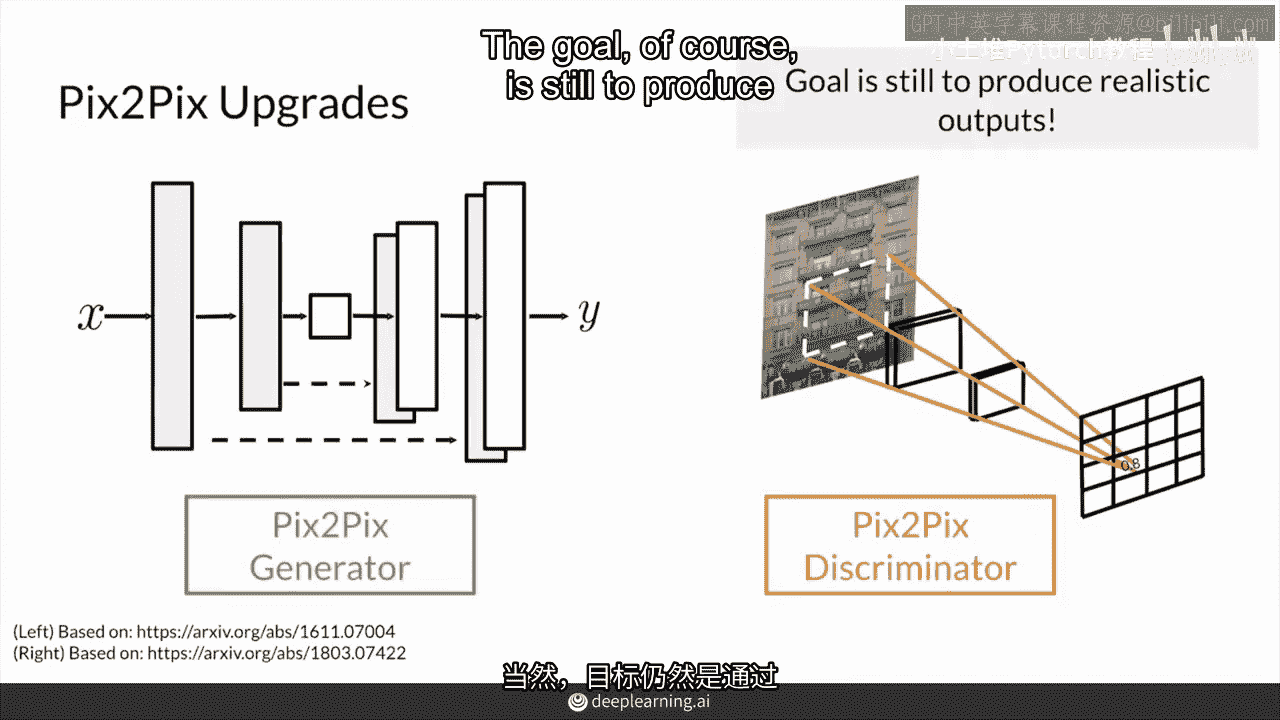 GPT中英字幕课程资源@bilibili.com
小土堆Pytorch教程
The goal, of course,
is still to produce
Pix2Pix Upgrades
Goal is still to produce realistic
outputs!
x
y
0.8
Pix2Pix
Generator
Pix2Pix
Discriminator
(Left) Based on: https://arxiv.org/abs/1611.07004
(Right) Based on: https://arxiv.org/abs/1803.07422
当然，目标仍然是通过
deeplearning.ai